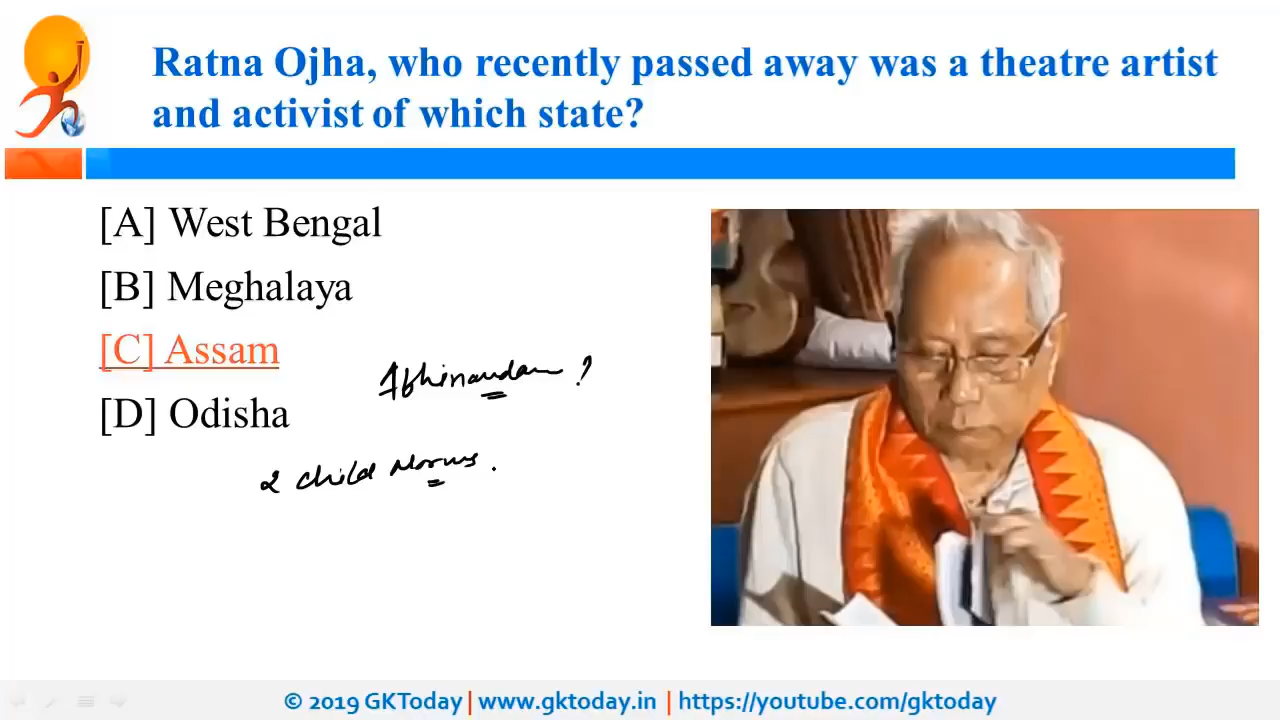 Ratna Ojha, who recently passed away was a theatre artist
and activist of which state?
[A] West Bengal
[B] Meghalaya
[C] Assam
Abhinandan ?
[D] Odisha
2 child Norms.
© 2019 GKToday | www.gktoday.in | https://youtube.com/gktoday